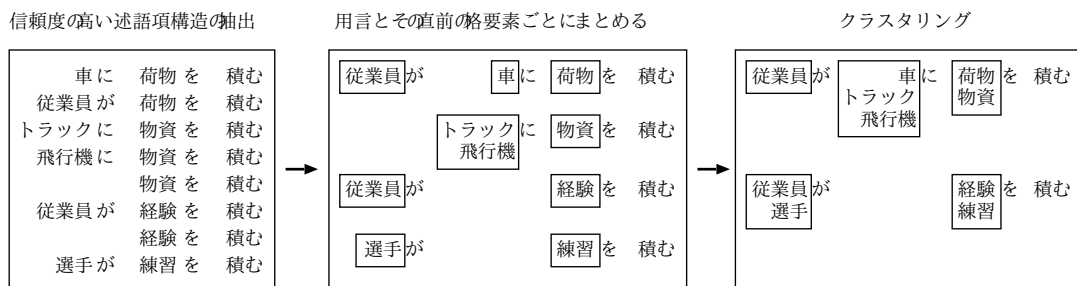 信頼度の高い述語項構造の抽出
車に 荷物を 積む
従業員が 荷物を 積む
トラックに 物資を 積む
飛行機に 物資を 積む
物資を 積む
従業員が 経験を 積む
経験を 積む
選手が 練習を 積む
用言とその直前の格要素ごとにまとめる
従業員が 車に 荷物を 積む
トラックに 物資を 積む
飛行機
従業員が 経験を 積む
選手が 練習を 積む
クラスタリング
従業員が 車に 荷物を 積む
トラック 物資
飛行機
従業員が 経験を 積む
選手 練習